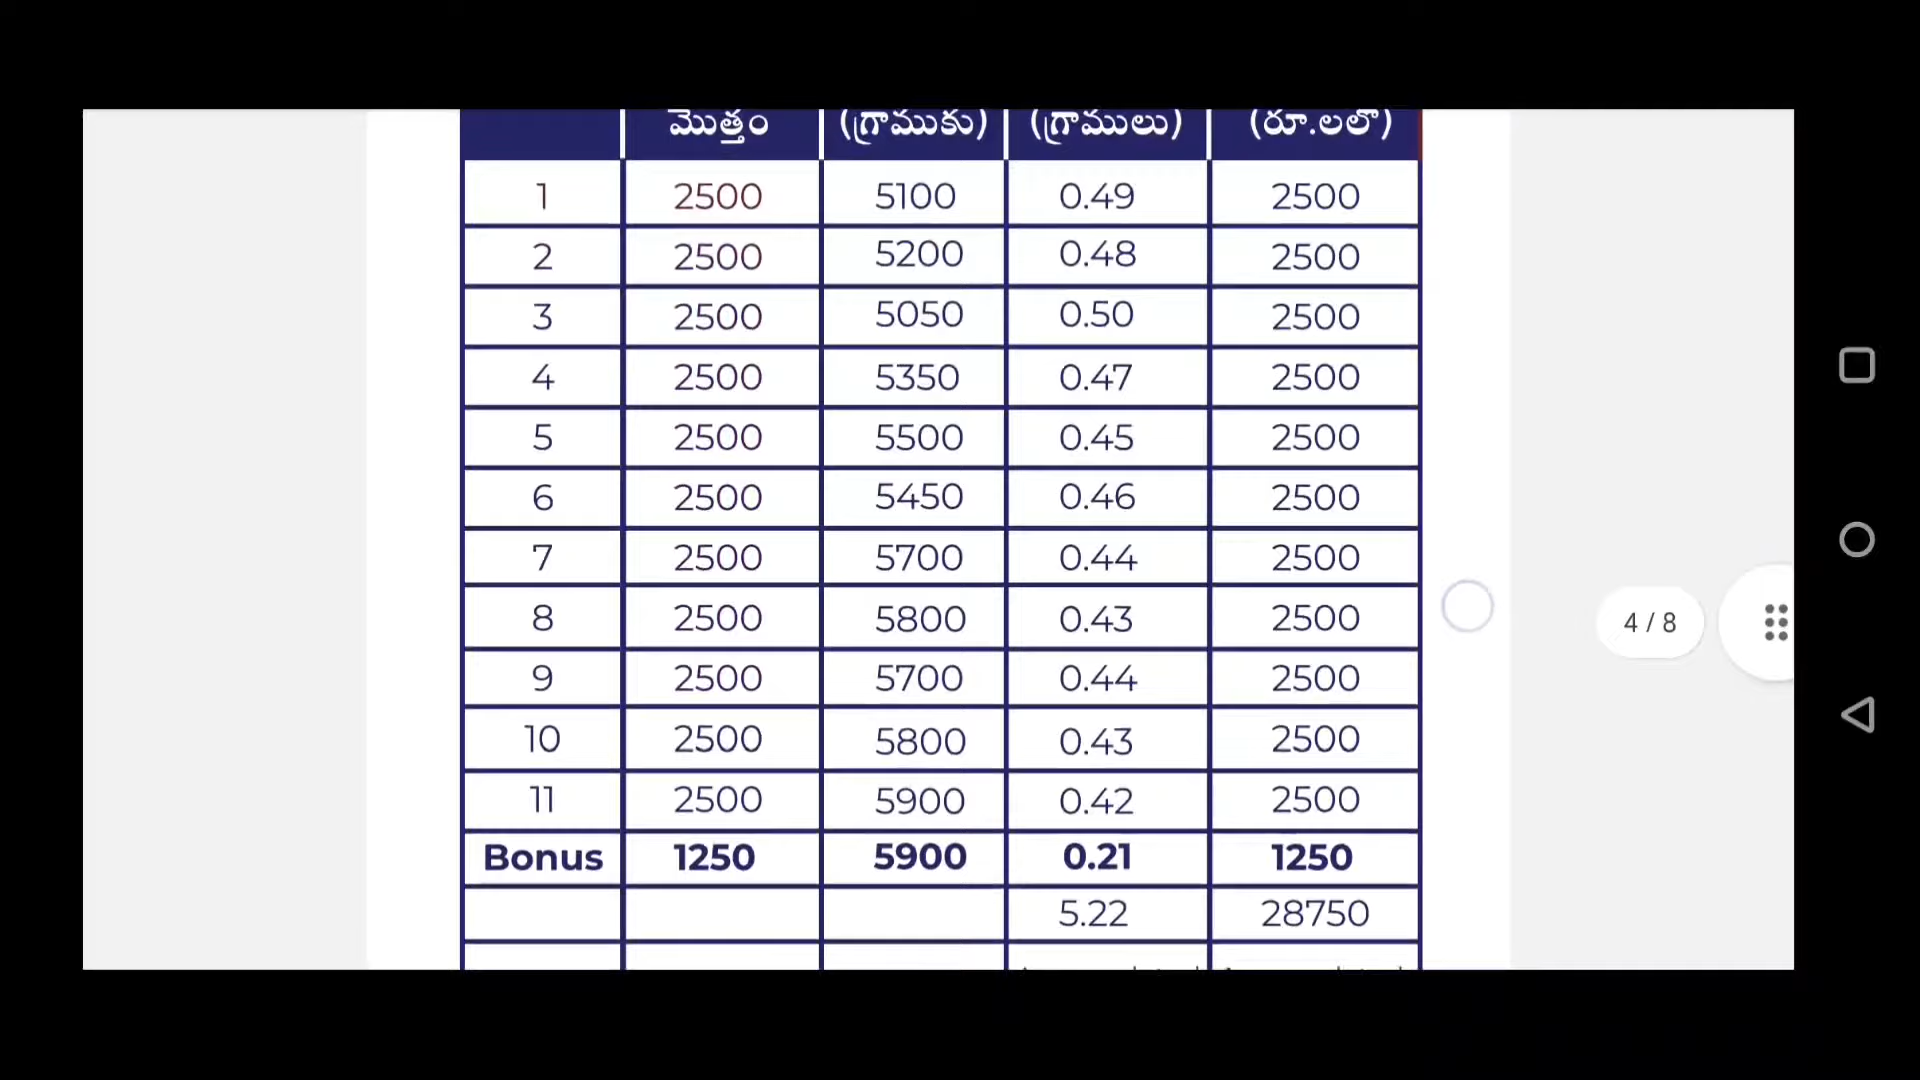 మొత్తం (గ్రాముకు) (గ్రాములు) (రూ.లలో)
1 2500 5100 0.49 2500
2 2500 5200 0.48 2500
3 2500 5050 0.50 2500
4 2500 5350 0.47 2500
5 2500 5500 0.45 2500
6 2500 5450 0.46 2500
7 2500 5700 0.44 2500
8 2500 5800 0.43 2500
9 2500 5700 0.44 2500
10 2500 5800 0.43 2500
11 2500 5900 0.42 2500
Bonus 1250 5900 0.21 1250
5.22 28750
4 / 8